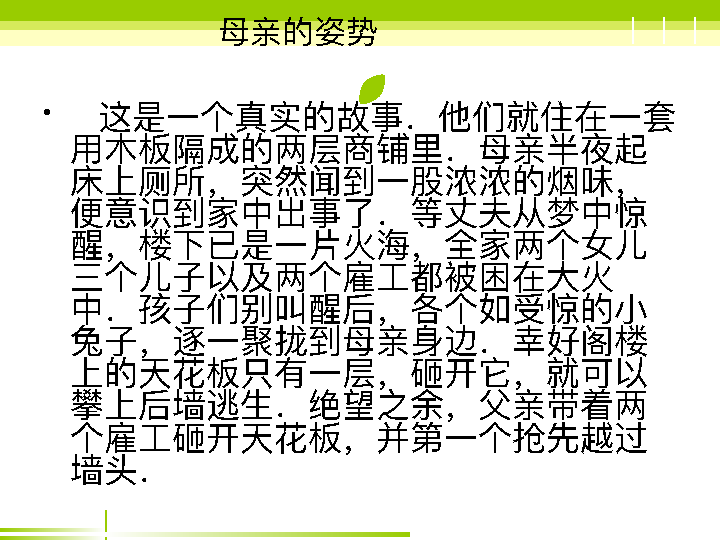 母亲的姿势
• 这是一个真实的故事．他们就住在一套
用木板隔成的两层商铺里．母亲半夜起
床上厕所，突然闻到一股浓浓的烟味，
便意识到家中出事了．等丈夫从梦中惊
醒，楼下已是一片火海，全家两个女儿
三个儿子以及两个雇工都被困在大火
中．孩子们别叫醒后，各个如受惊的小
兔子，逐一聚拢到母亲身边．幸好阁楼
上的天花板只有一层，砸开它，就可以
攀上后墙逃生．绝望之余，父亲带着两
个雇工砸开天花板，并第一个抢先越过
墙头．